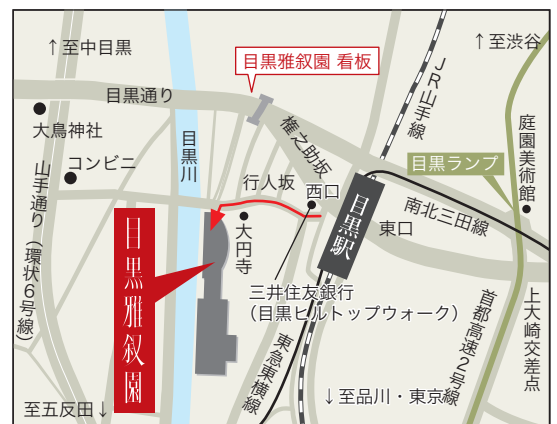 ↑至中目黒
目黒雅叙園 看板
↑至渋谷
目黒通り
JR山手線
大鳥神社
目黒川
権之助坂
庭園美術館
コンビニ
目黒ランプ
山手通り(環状6号線)
行人坂
西口
南北三田線
大円寺
目黒駅
東口
目黒雅叙園
三井住友銀行
(目黒ヒルトップウォーク)
首都高速2号線
上大崎交差点
東急東横線
至五反田↓
↓至品川・東京